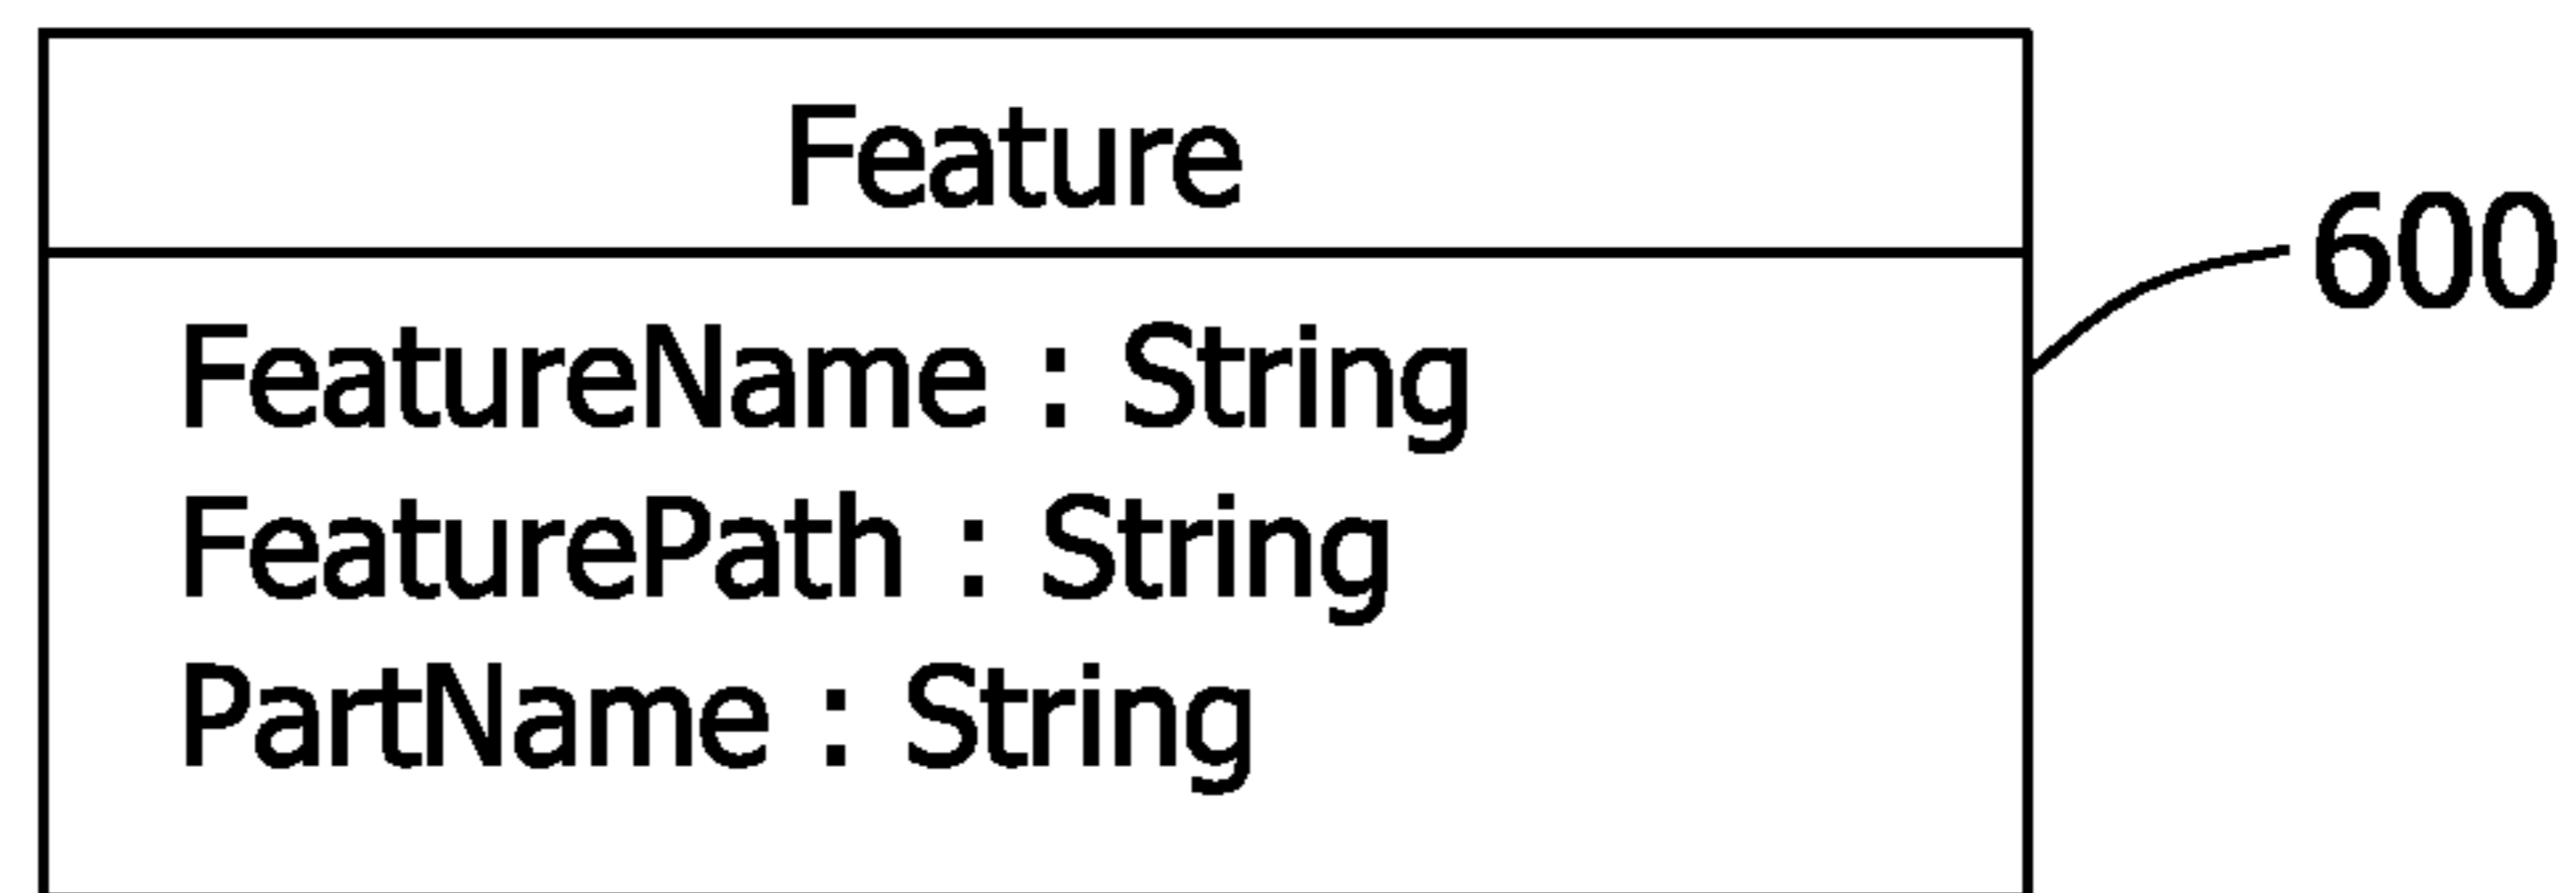 Feature
600
FeatureName : String
FeaturePath : String
PartName : String